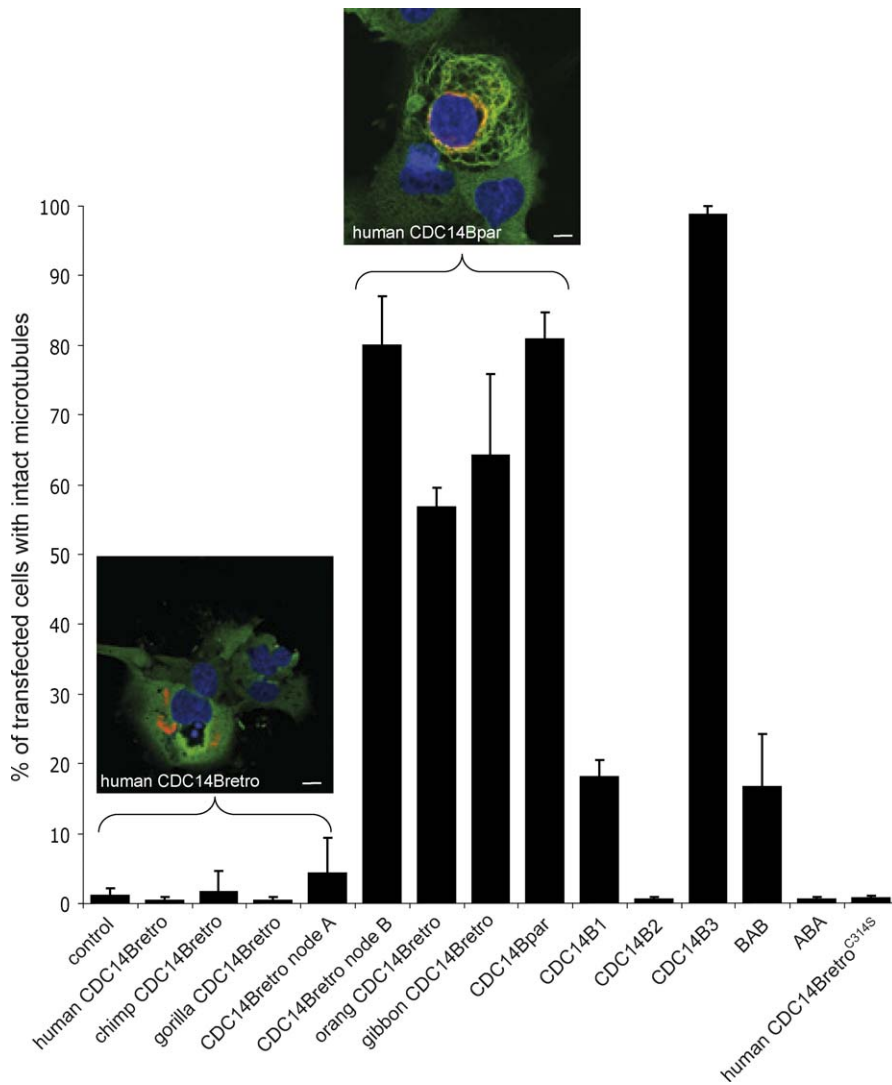 human CDC14Bpar
% of transfected cells with intact microtubules
100
90
80
70
60
50
40
30
20
10
0
human CDC14Bretro
control
human CDC14Bretro
chimp CDC14Bretro
gorilla CDC14Bretro
CDC14Bretro node A
CDC14Bretro node B
orang CDC14Bretro
gibbon CDC14Bretro
CDC14Bpar
CDC14B1
CDC14B2
CDC14B3
BAB
ABA
human CDC14Bretro^C314S